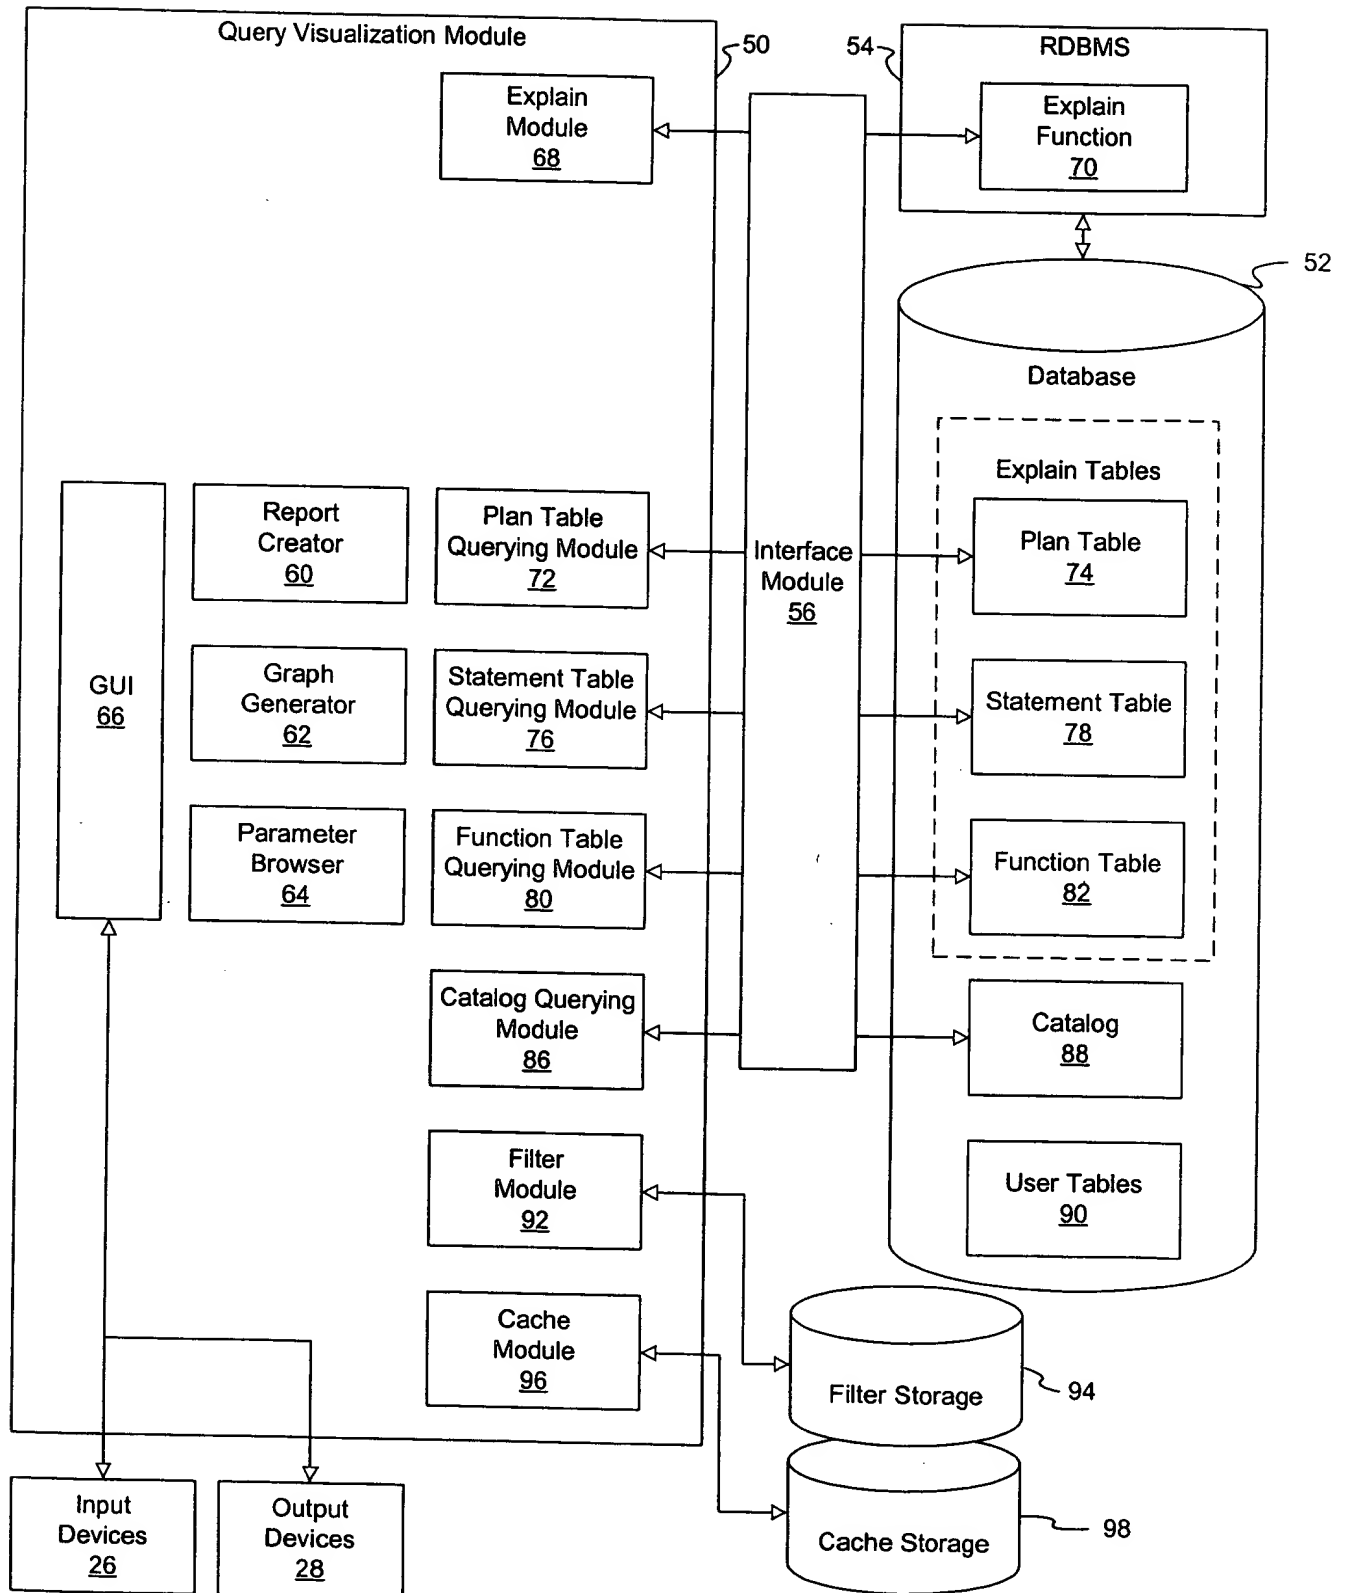 Query Visualization Module
50
54
RDBMS
Explain
Module
68
Explain
Function
70
52
Database
Explain Tables
Report
Creator
60
Plan Table
Querying Module
72
Interface
Module
56
Plan Table
74
GUI
66
Graph
Generator
62
Statement Table
Querying Module
76
Statement Table
78
Parameter
Browser
64
Function Table
Querying Module
80
Function Table
82
Catalog Querying
Module
86
Catalog
88
Filter
Module
92
User Tables
90
Cache
Module
96
Filter Storage
94
Input
Devices
26
Output
Devices
28
Cache Storage
98